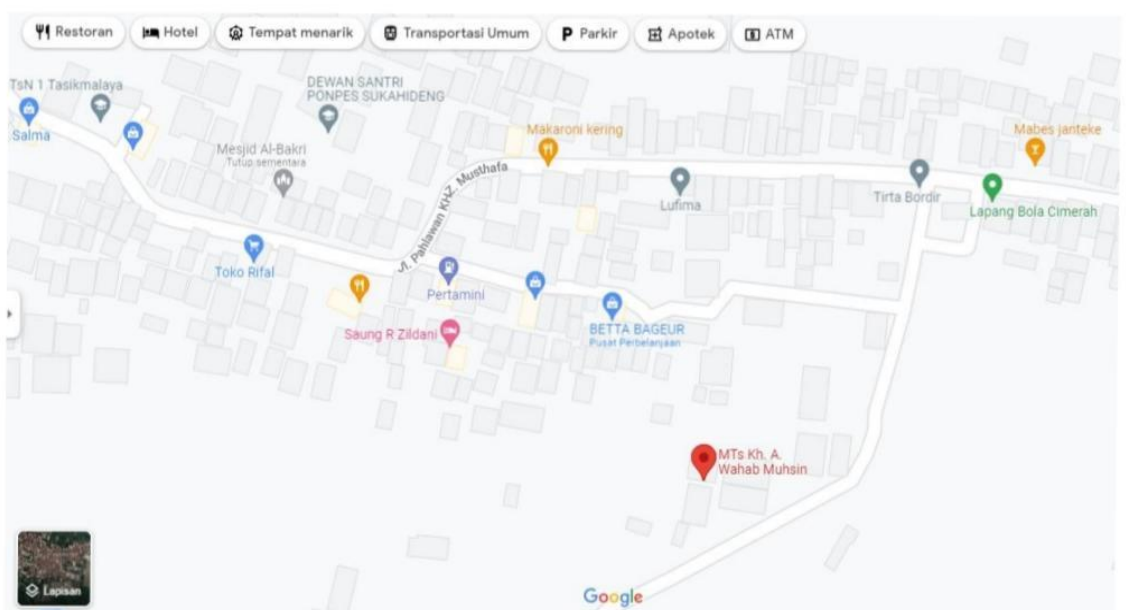 Restoran
Hotel
Tempat menarik
Transportasi Umum
P Parkir
Apotek
ATM
TsN 1 Tasikmalaya
DEWAN SANTRI
PONPES SUKAHIDENG
Salma
Makaroni kering
Mabes janteke
Mesjid Al-Bakri
Tutup sementara
Jl. Pahlawan KHZ. Musthafa
Lufima
Tirta Bordir
Lapang Bola Cimerah
Toko Rifal
Pertamini
Saung R Zildani
BETTA BAGEUR
Pusat Perbelanjaan
MTs Kh. A.
Wahab Muhsin
Lapisan
Google